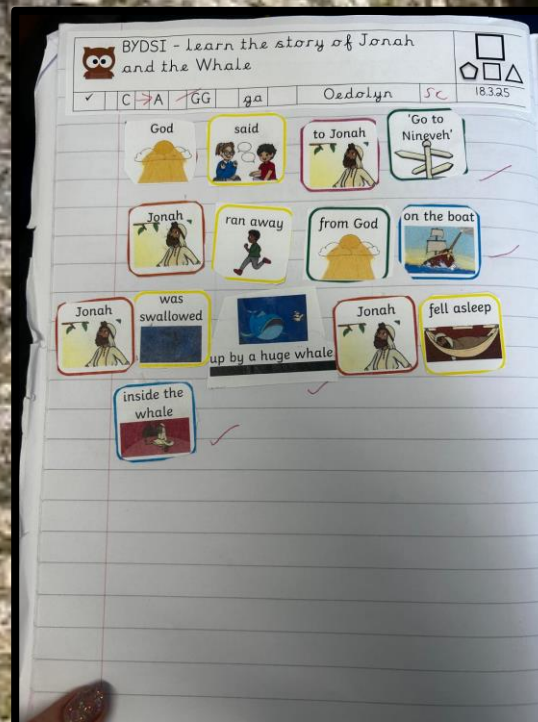 BYDSI - learn the story of Jonah
and the Whale
✓ C → A GG ga Oedolyn Sc 18.3.25
God said to Jonah 'Go to Nineveh'
Jonah ran away from God on the boat
Jonah was swallowed up by a huge whale Jonah fell asleep
inside the whale